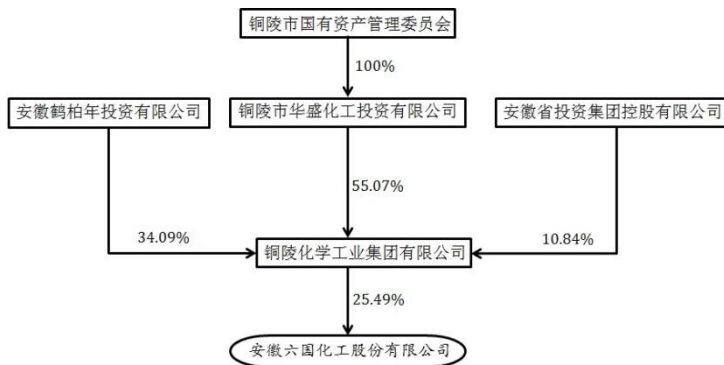 铜陵市国有资产管理委员会
100%
安徽鹤柏年投资有限公司
铜陵市华盛化工投资有限公司
安徽省投资集团控股有限公司
55.07%
34.09%
铜陵化学工业集团有限公司
10.84%
25.49%
安徽六国化工股份有限公司